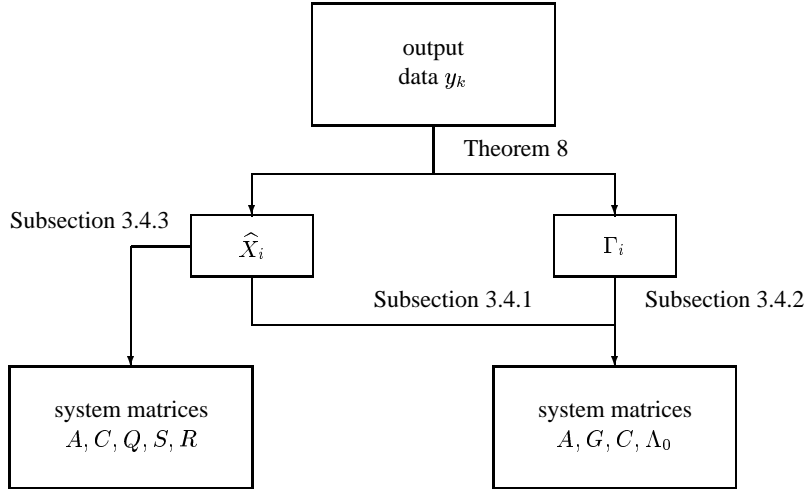 output
data $y_k$
Theorem 8
Subsection 3.4.3
$\widehat{X}_i$
$\Gamma_i$
Subsection 3.4.1
Subsection 3.4.2
system matrices
$A, C, Q, S, R$
system matrices
$A, G, C, \Lambda_0$